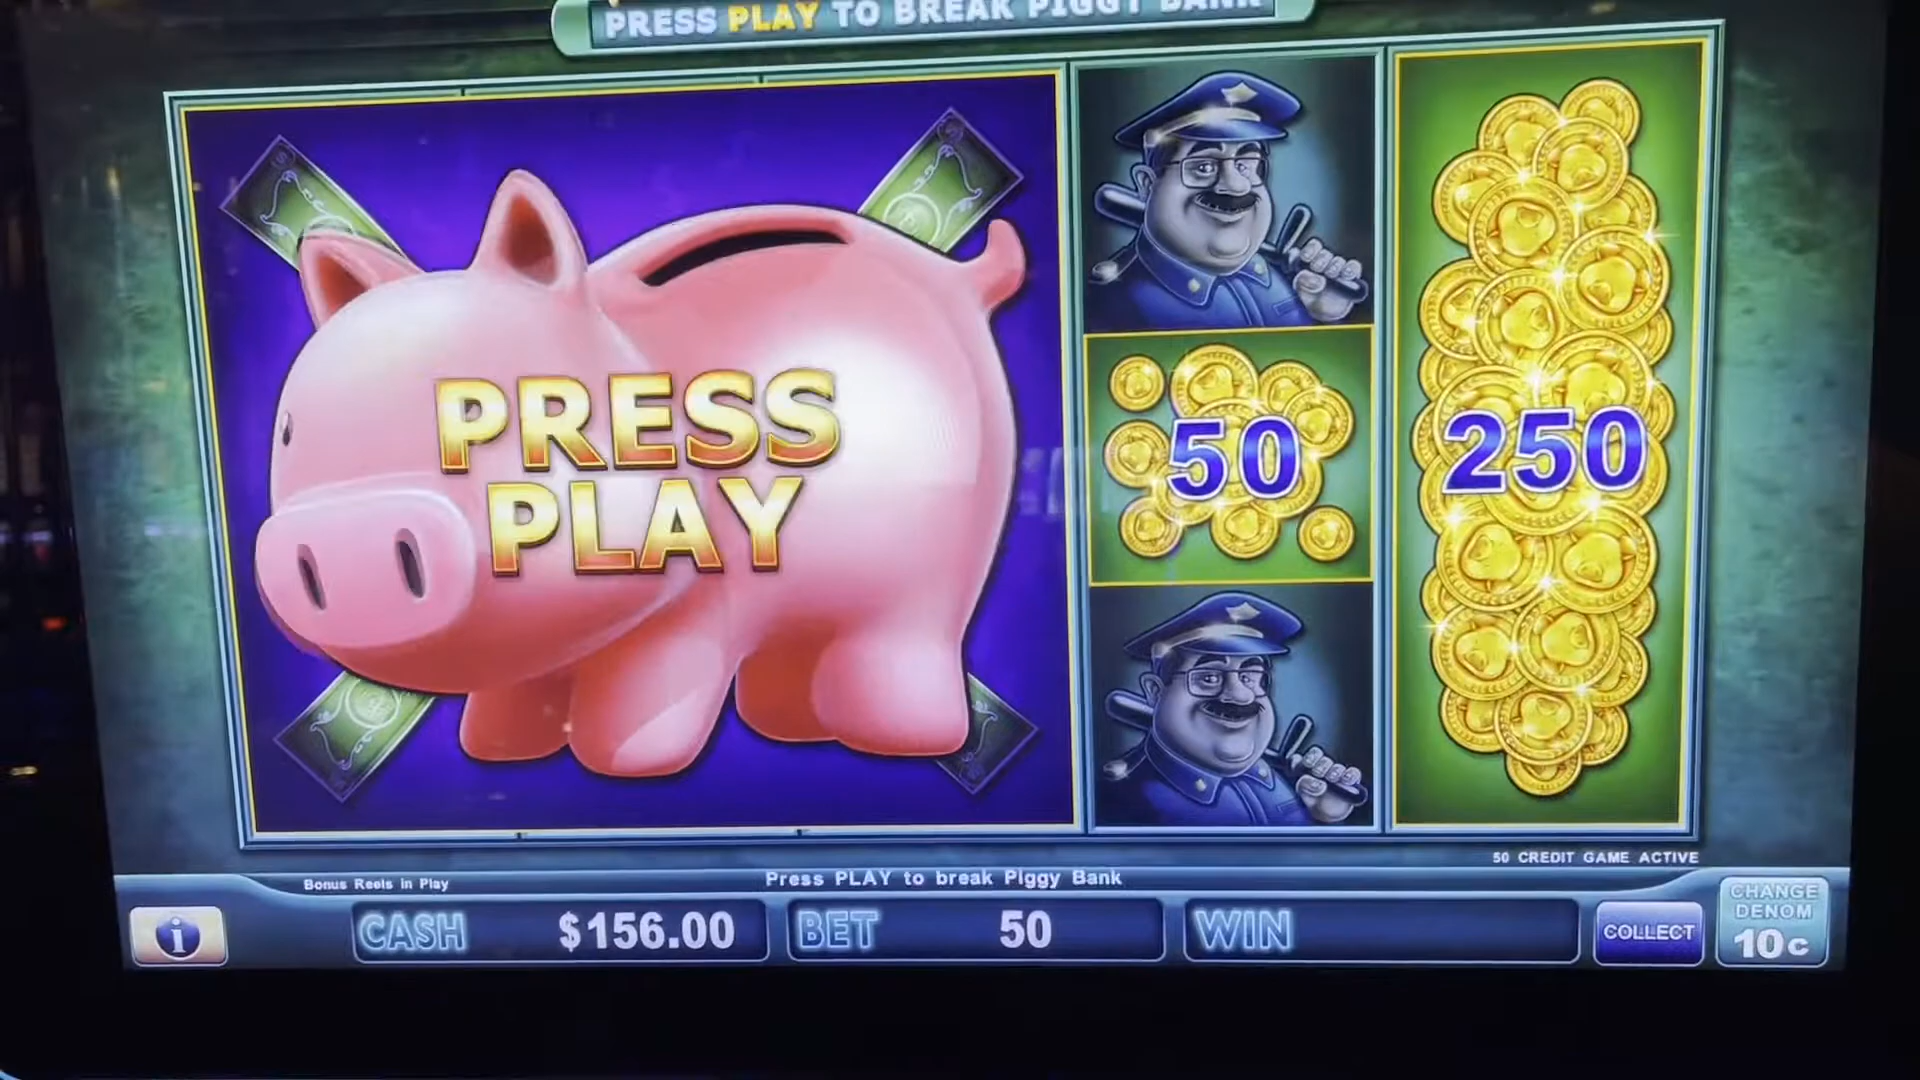 PRESS PLAY TO BREAK PIGGY BANK
PRESS
PLAY
50
250
50 CREDIT GAME ACTIVE
Bonus Reels in Play
Press PLAY to break Piggy Bank
CASH $156.00
BET 50
WIN
COLLECT
CHANGE
DENOM
10¢
i